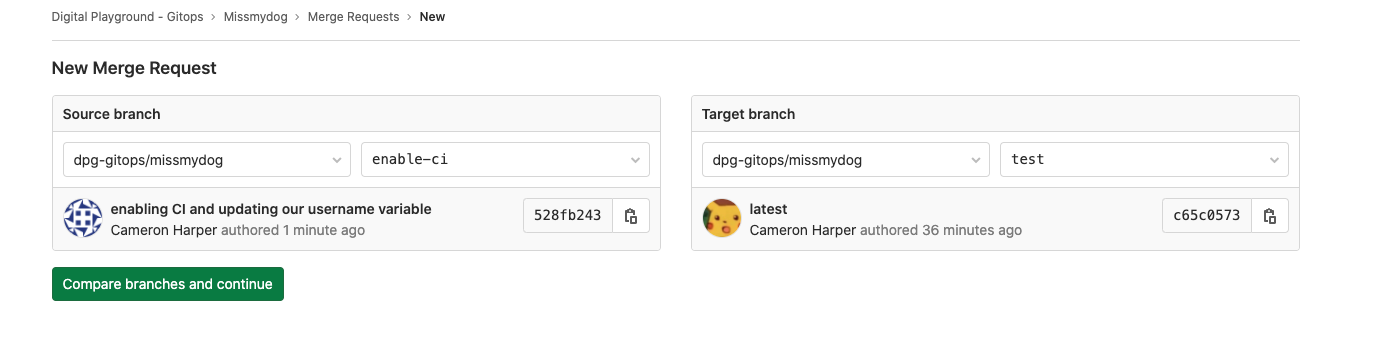 Digital Playground - Gitops › Missmydog › Merge Requests › New
New Merge Request
Source branch
dpg-gitops/missmydog
enable-ci
enabling CI and updating our username variable
Cameron Harper authored 1 minute ago
528fb243
Target branch
dpg-gitops/missmydog
test
latest
Cameron Harper authored 36 minutes ago
c65c0573
Compare branches and continue